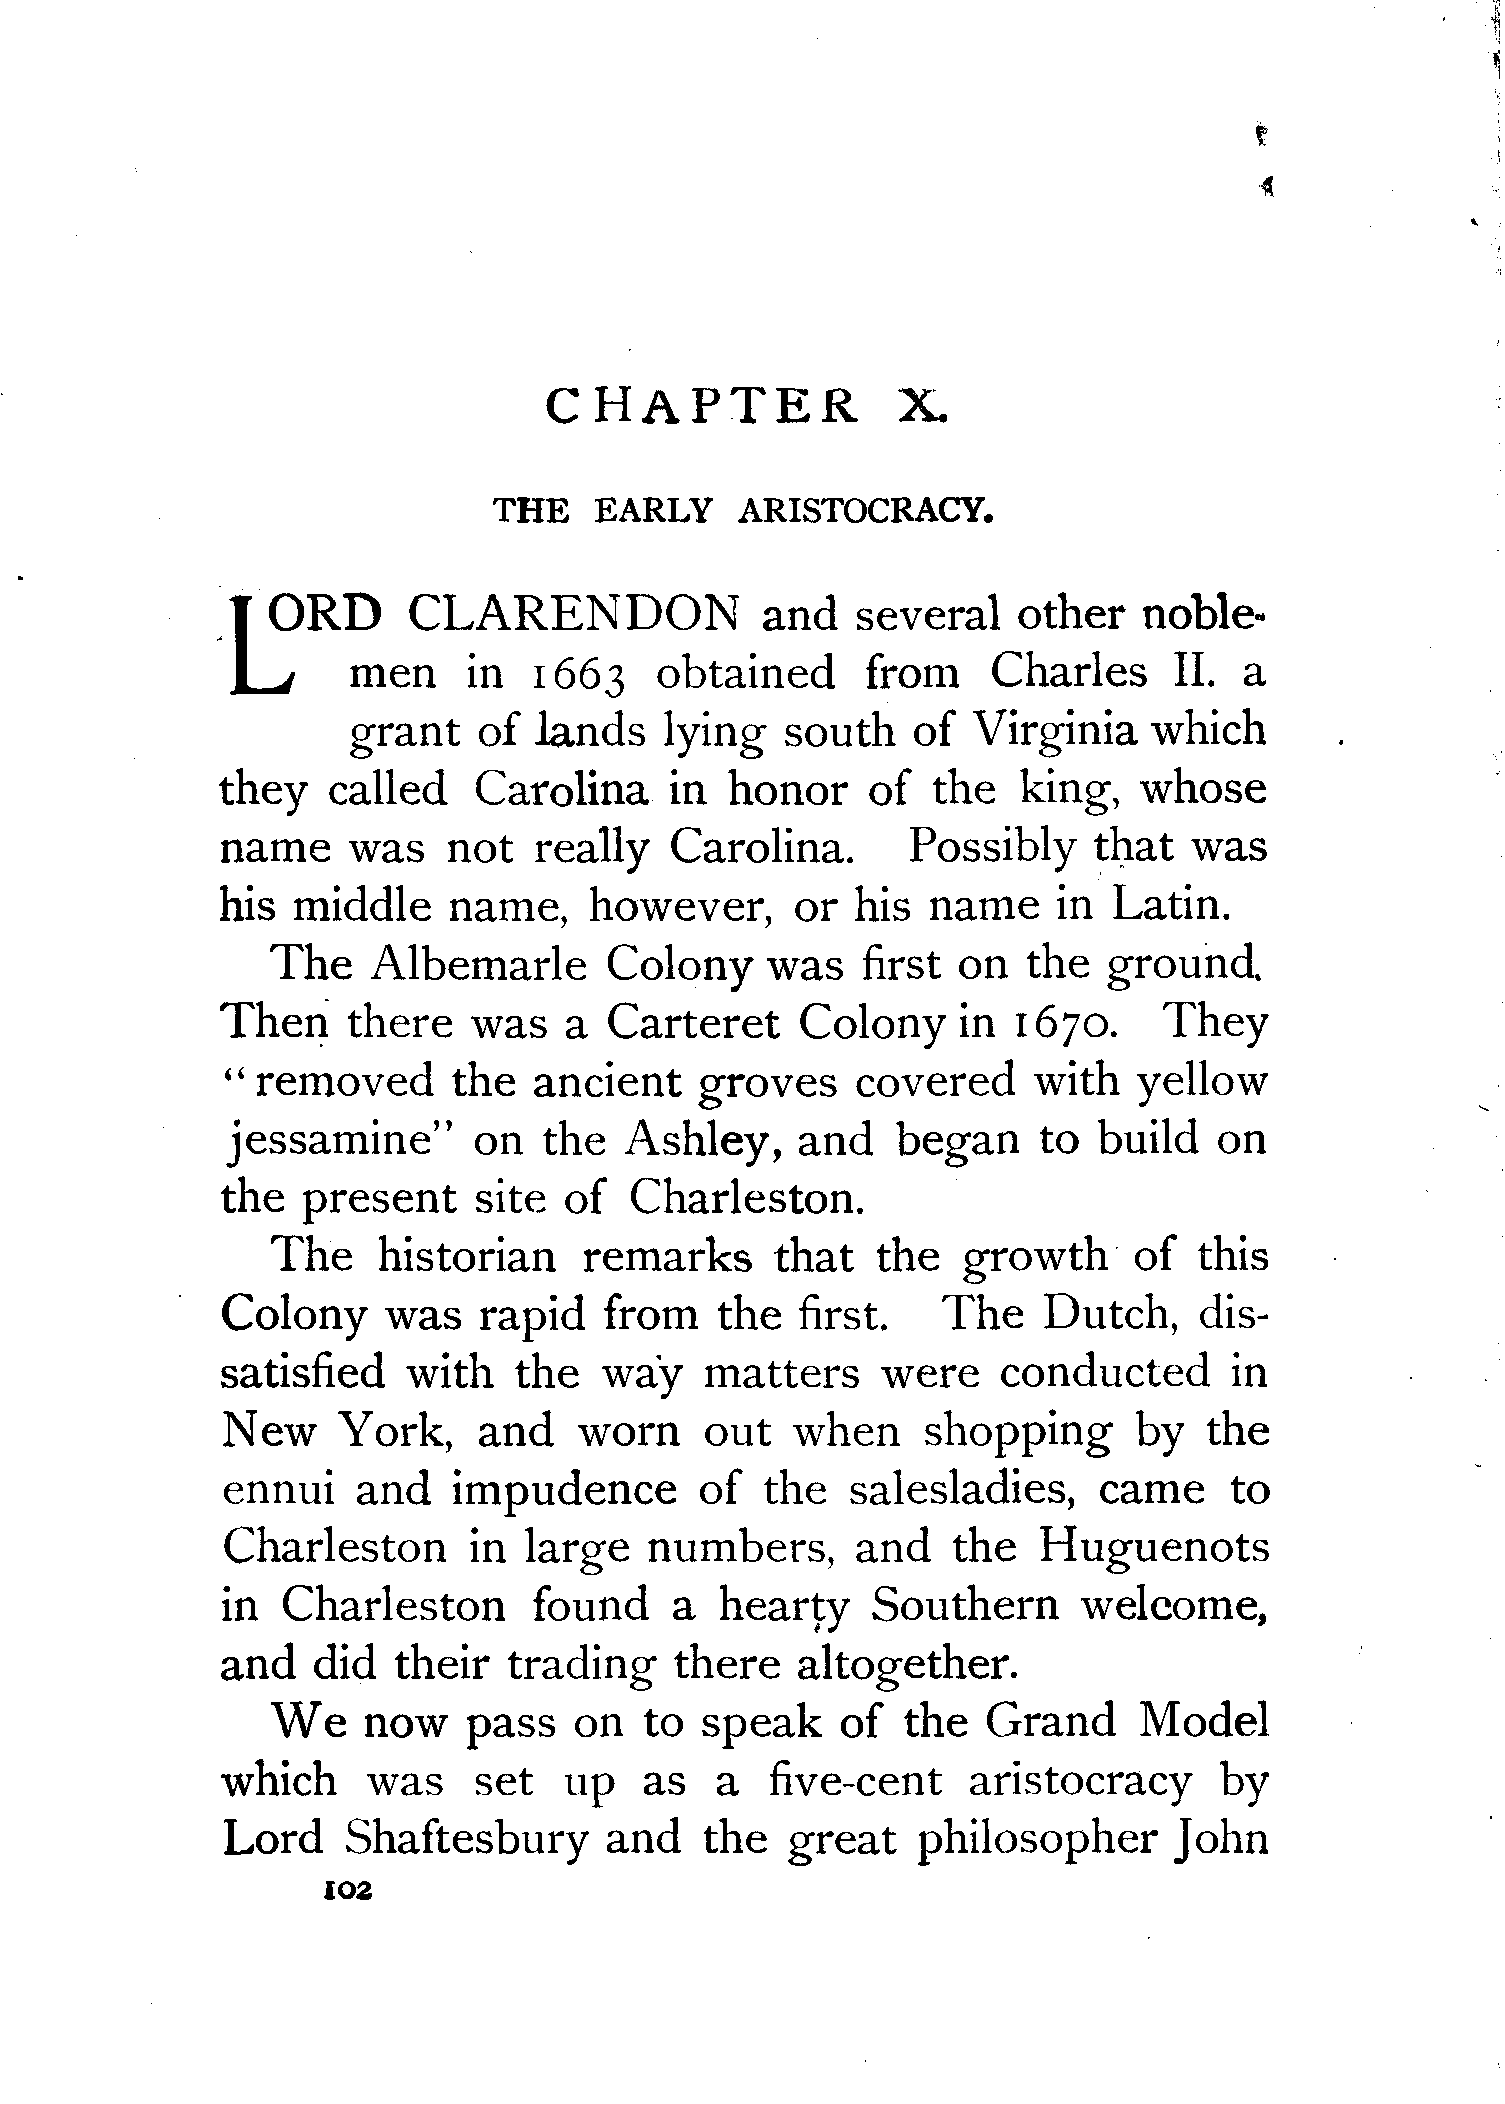 CHAPTER X.
THE EARLY ARISTOCRACY.
LORD CLARENDON and several other noble-
men in 1663 obtained from Charles II. a
grant of lands lying south of Virginia which
they called Carolina in honor of the king, whose
name was not really Carolina. Possibly that was
his middle name, however, or his name in Latin.
The Albemarle Colony was first on the ground.
Then there was a Carteret Colony in 1670. They
“removed the ancient groves covered with yellow
jessamine” on the Ashley, and began to build on
the present site of Charleston.
The historian remarks that the growth of this
Colony was rapid from the first. The Dutch, dis-
satisfied with the way matters were conducted in
New York, and worn out when shopping by the
ennui and impudence of the salesladies, came to
Charleston in large numbers, and the Huguenots
in Charleston found a hearty Southern welcome,
and did their trading there altogether.
We now pass on to speak of the Grand Model
which was set up as a five-cent aristocracy by
Lord Shaftesbury and the great philosopher John
102